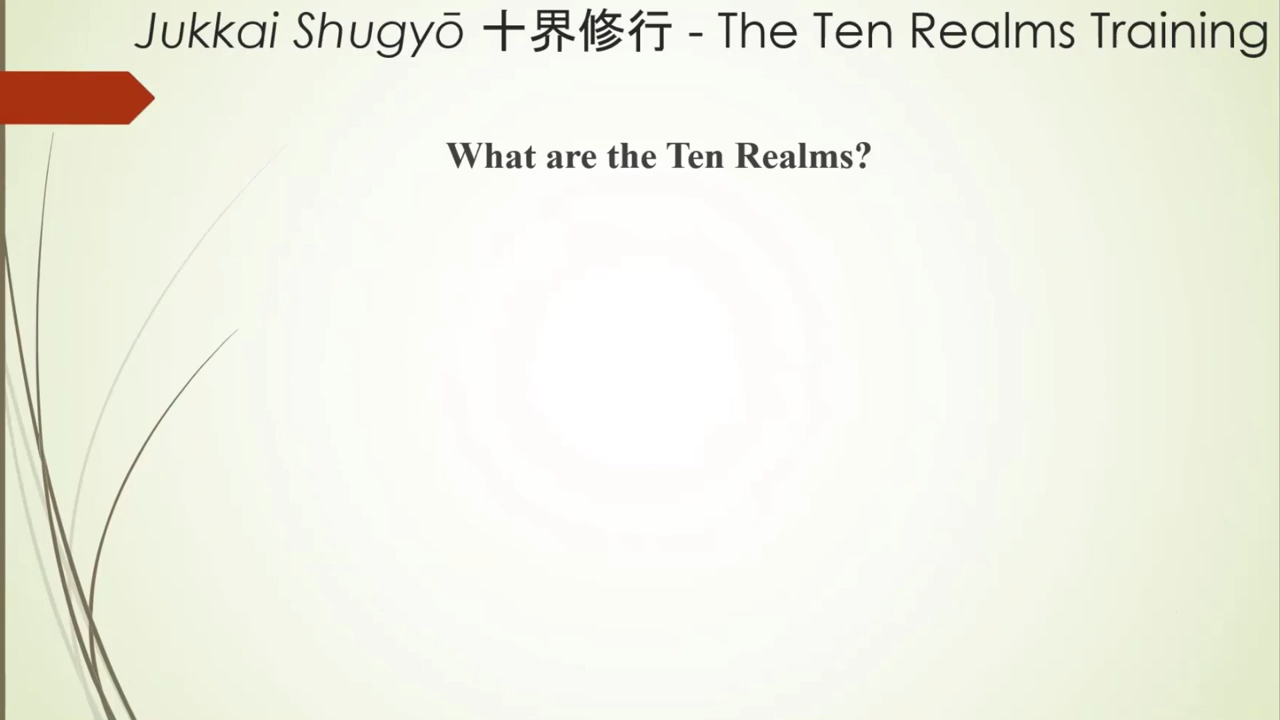 Jukkai Shugyō 十界修行 - The Ten Realms Training
What are the Ten Realms?